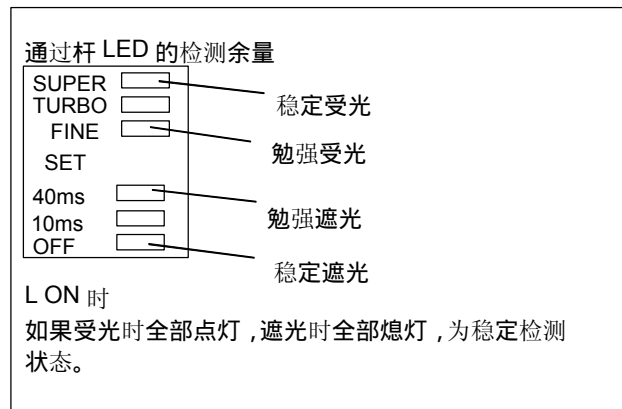 通过杆 LED 的检测余量
SUPER
TURBO
稳定受光
FINE
勉强受光
SET
40ms
勉强遮光
10ms
OFF
稳定遮光
L ON 时
如果受光时全部点灯，遮光时全部熄灯，为稳定检测
状态。